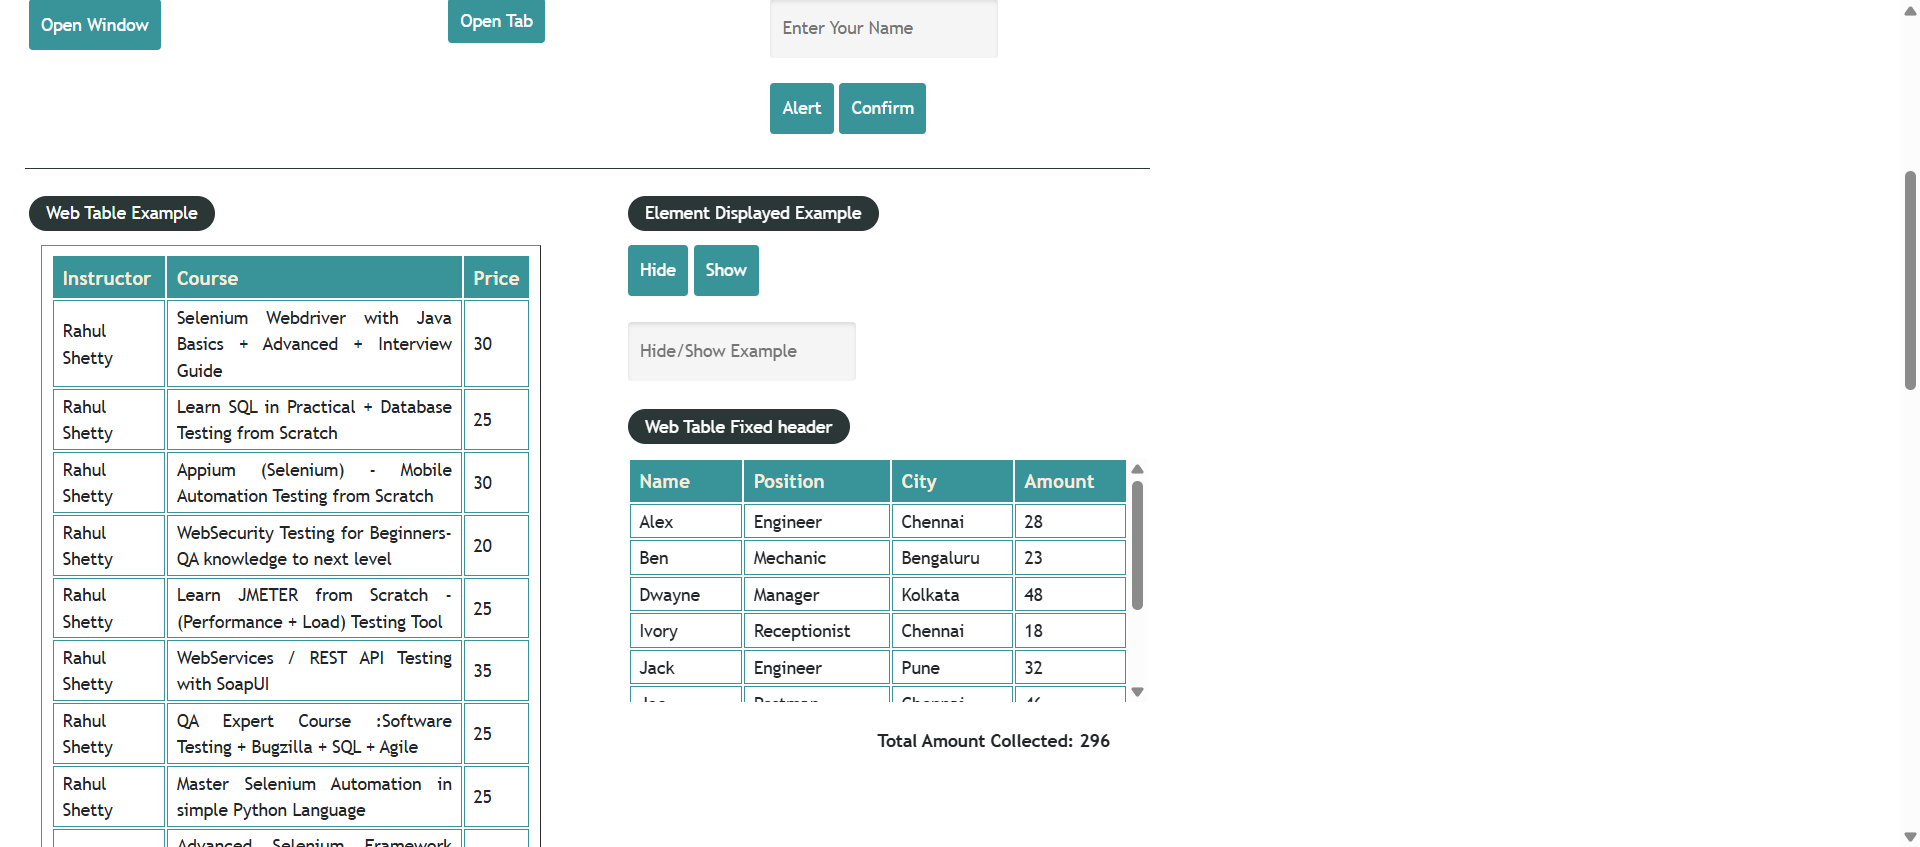 Open Window
Open Tab
Enter Your Name
Alert Confirm
Web Table Example
Instructor Course Price
Rahul Shetty
Selenium Webdriver with Java
Basics + Advanced + Interview
Guide
30
Rahul
Shetty
Learn SQL in Practical + Database
Testing from Scratch
25
Rahul
Shetty
Appium (Selenium) - Mobile
Automation Testing from Scratch
30
Rahul
Shetty
WebSecurity Testing for Beginners-
QA knowledge to next level
20
Rahul
Shetty
Learn JMETER from Scratch -
(Performance + Load) Testing Tool
25
Rahul
Shetty
WebServices / REST API Testing
with SoapUI
35
Rahul
Shetty
QA Expert Course :Software
Testing + Bugzilla + SQL + Agile
25
Rahul
Shetty
Master Selenium Automation in
simple Python Language
25
Advanced Selenium Framework
Element Displayed Example
Hide Show
Hide/Show Example
Web Table Fixed header
Name Position City Amount
Alex Engineer Chennai 28
Ben Mechanic Bengaluru 23
Dwayne Manager Kolkata 48
Ivory Receptionist Chennai 18
Jack Engineer Pune 32
Joe Postman Chennai 46
Total Amount Collected: 296